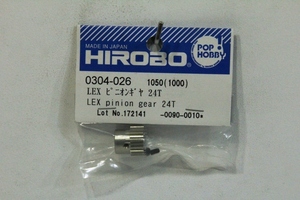 MADE IN JAPAN
HIROBO
POP
HOBBY
0304-026 1050(1000)
LEX ピニオンギヤ 24T
LEX pinion gear 24T
Lot No.172141 -0090-0010*